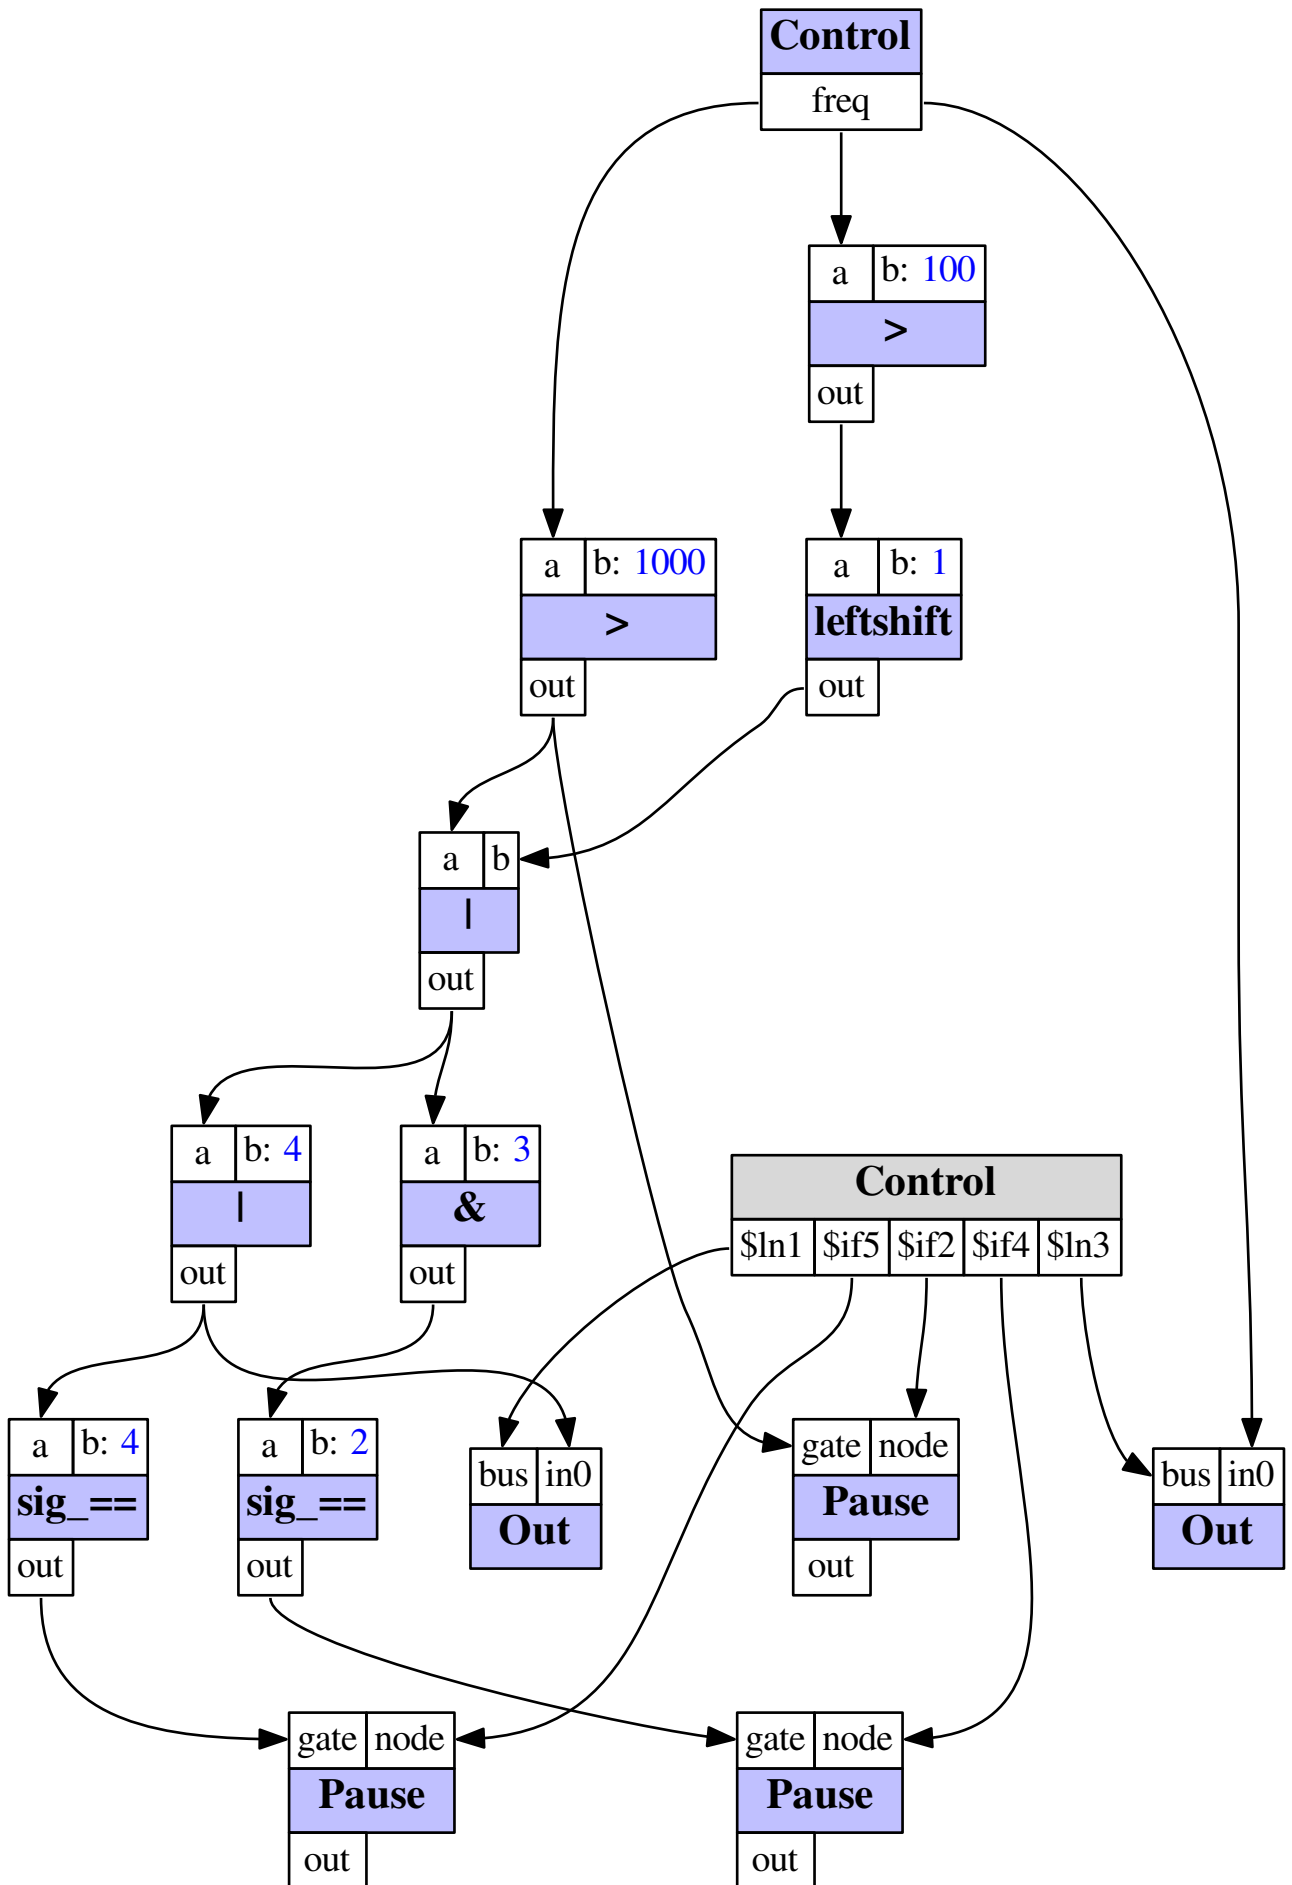 Control
freq
a b: 100
>
out
a b: 1000
>
out
a b: 1
leftshift
out
a b
|
out
a b: 4
|
out
a b: 3
&
out
Control
$ln1 $if5 $if2 $if4 $ln3
a b: 4
sig_==
out
a b: 2
sig_==
out
bus in0
Out
gate node
Pause
out
bus in0
Out
gate node
Pause
out
gate node
Pause
out